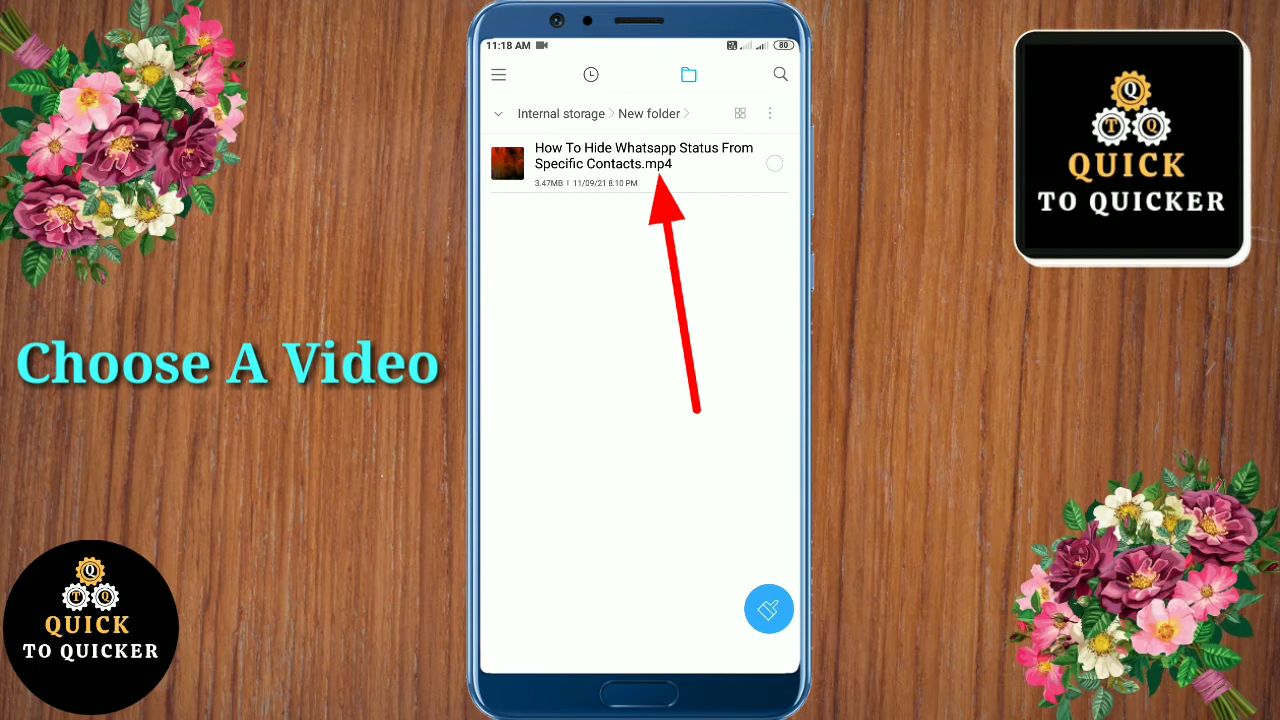 11:18 AM
80
Internal storage
New folder
How To Hide Whatsapp Status From
Specific Contacts.mp4
3.47MB | 11/09/21 8:10 PM
Choose A Video
Q
T Q
QUICK
TO QUICKER
Q
T Q
QUICK
TO QUICKER